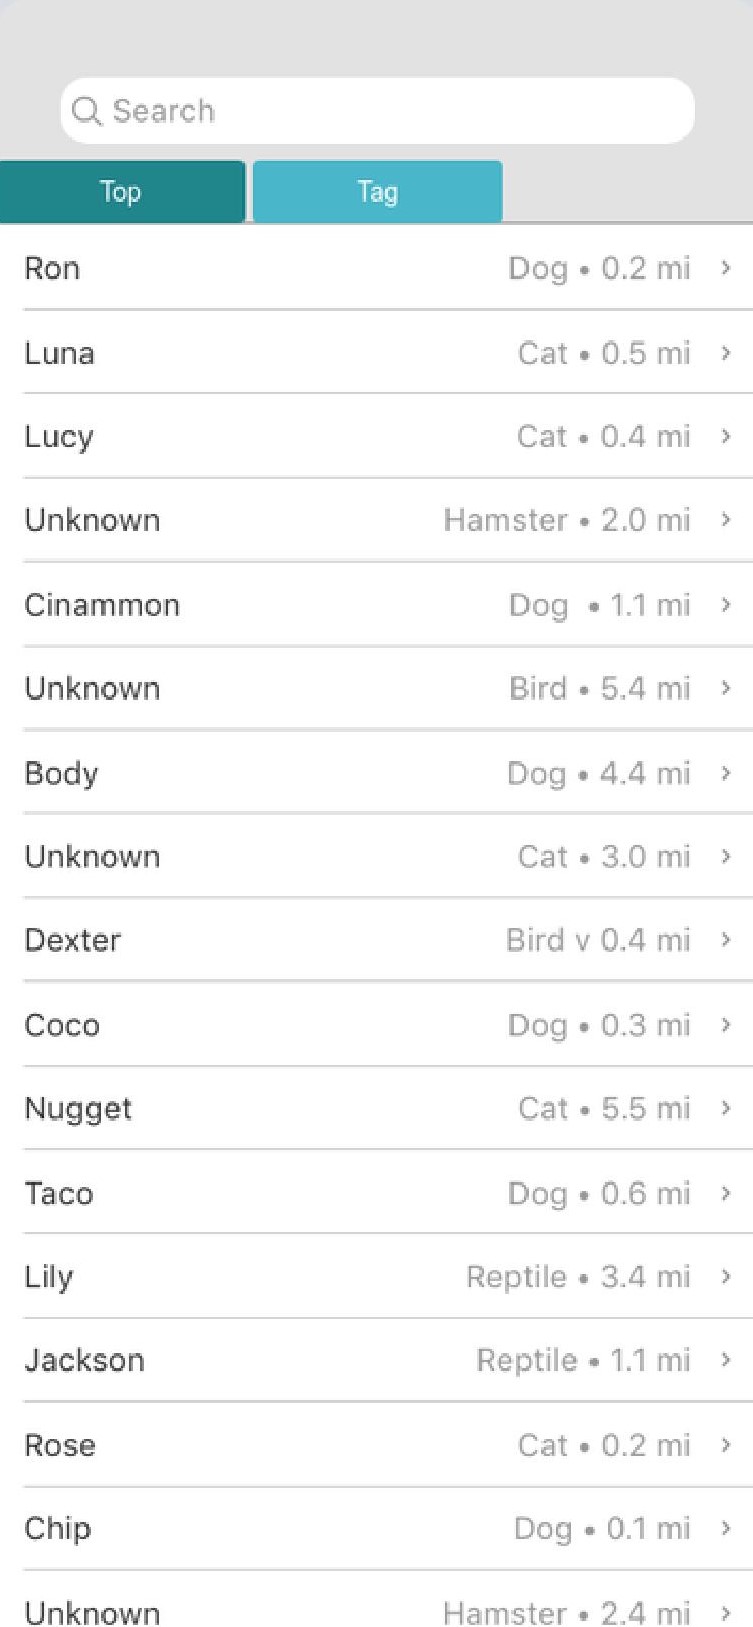 Search
Top Tag
Ron Dog • 0.2 mi
Luna Cat • 0.5 mi
Lucy Cat • 0.4 mi
Unknown Hamster • 2.0 mi
Cinammon Dog • 1.1 mi
Unknown Bird • 5.4 mi
Body Dog • 4.4 mi
Unknown Cat • 3.0 mi
Dexter Bird v 0.4 mi
Coco Dog • 0.3 mi
Nugget Cat • 5.5 mi
Taco Dog • 0.6 mi
Lily Reptile • 3.4 mi
Jackson Reptile • 1.1 mi
Rose Cat • 0.2 mi
Chip Dog • 0.1 mi
Unknown Hamster • 2.4 mi